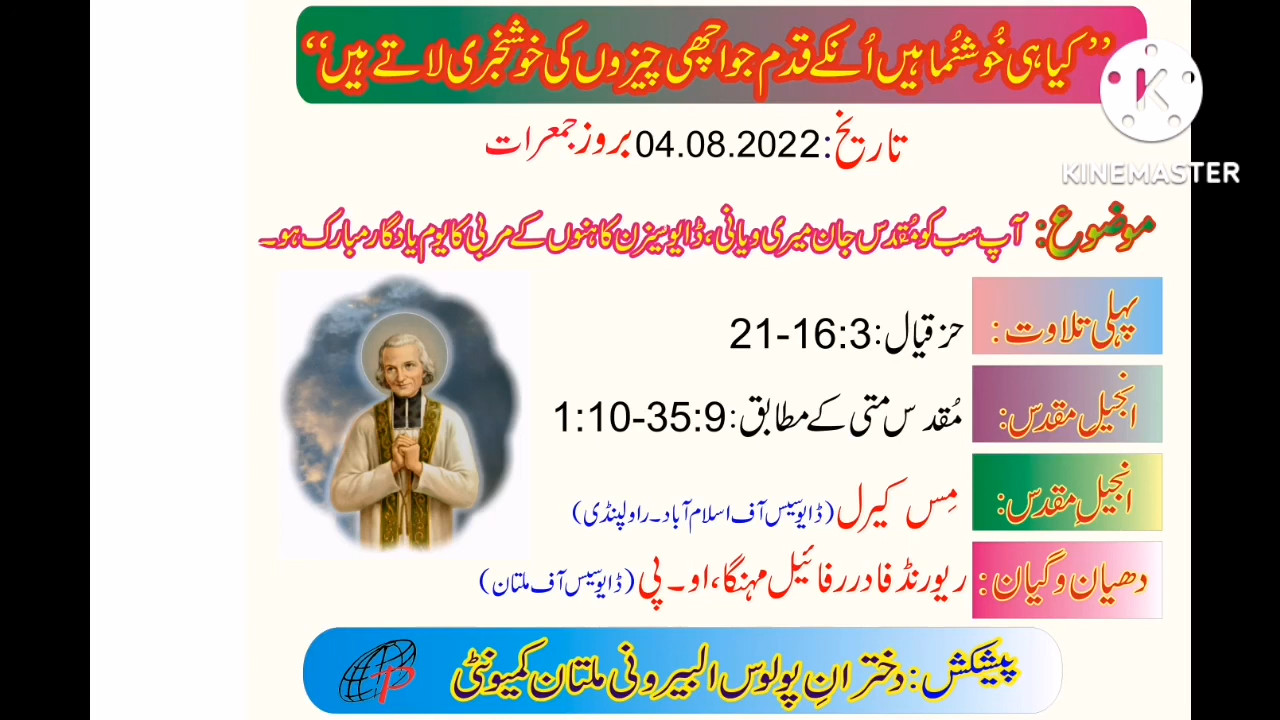 ”کیا ہی خُوشنُما ہیں اُنکے قدم جو اچھی چیزوں کی خوشخبری لاتے ہیں“
KINEMASTER
تاریخ: 04.08.2022 بروز جمعرات
موضوع: آپ سب کو مُقدس جان میری ویانی، ڈایوسیزن کاہنوں کے مربی کا یوم یادگار مبارک ہو۔
پہلی تلاوت: حزقیال: 16:3-21
انجیل مقدس: مُقدس متی کے مطابق: 35:9-1:10
انجیلِ مقدس: مِس کیرل (ڈایوسیس آف اسلام آباد۔راولپنڈی)
دھیان و گیان: ریورنڈ فادر رفائیل مہنگا، او۔پی (ڈایوسیس آف ملتان)
پیشکش: دخترانِ پولوس البیرونی ملتان کمیونٹی